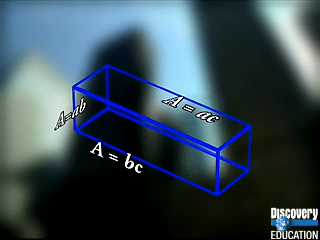 A = ac
A=ab
A = bc
Discovery
EDUCATION